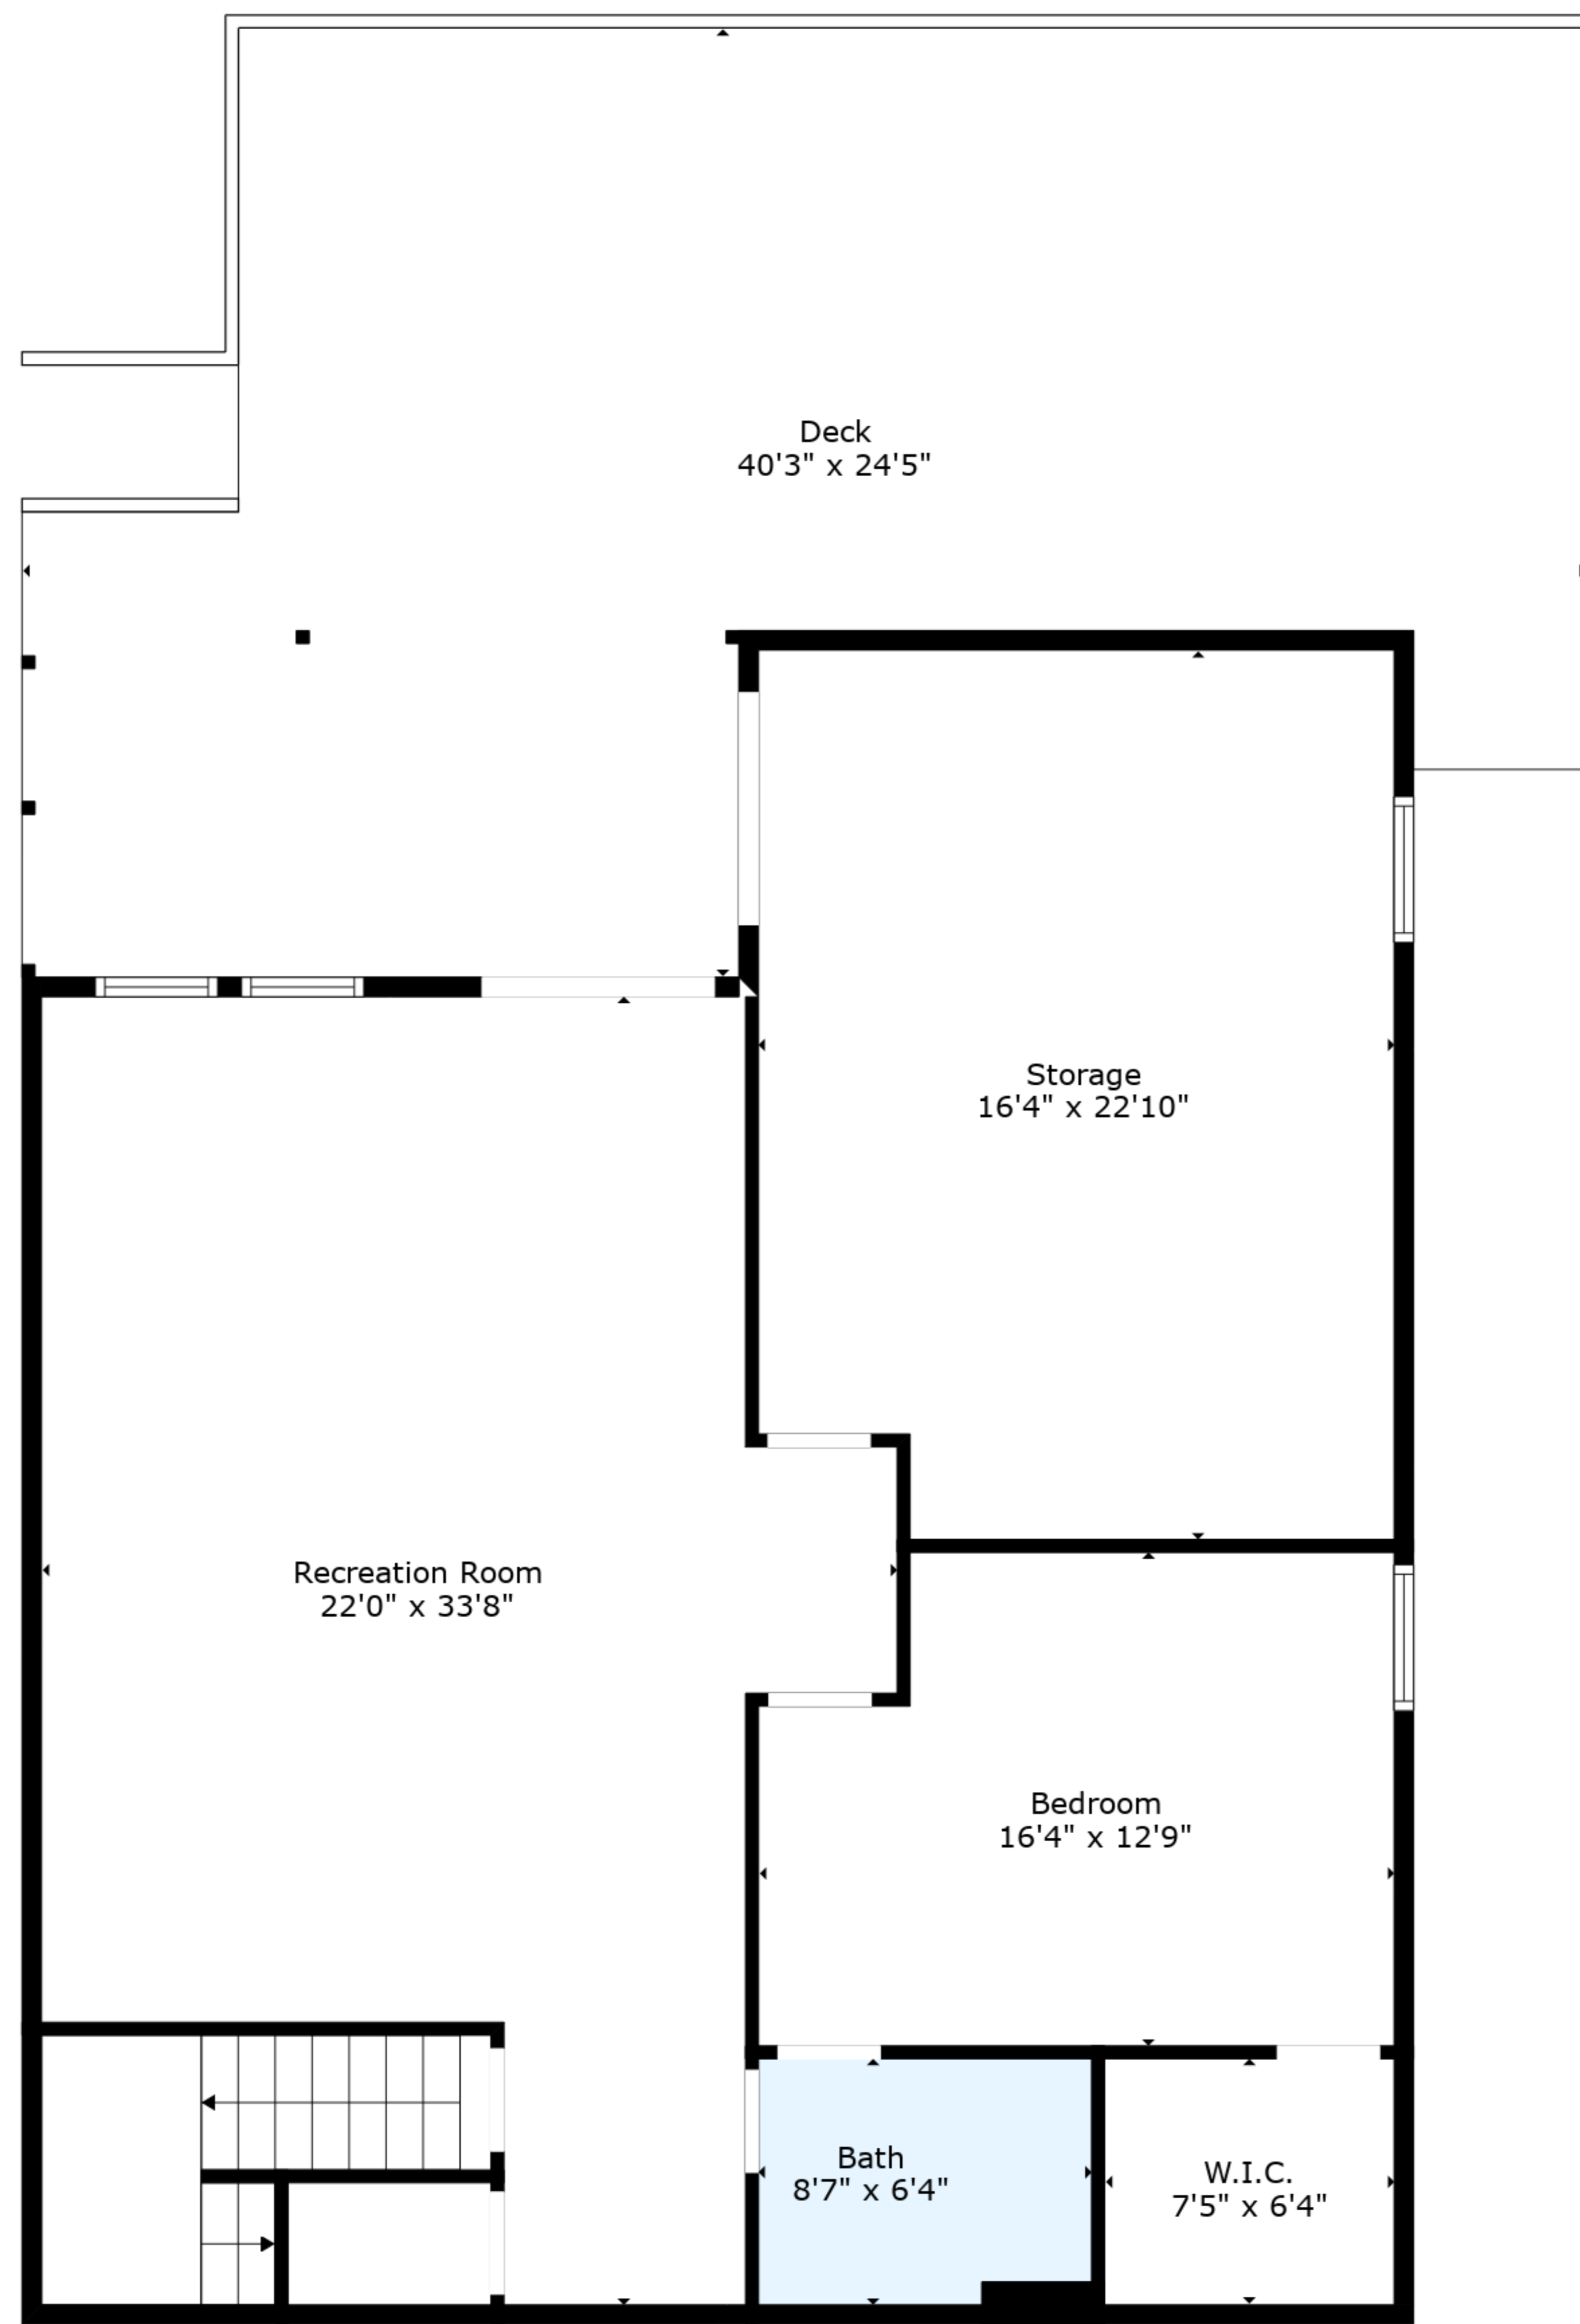 Deck
40'3" x 24'5"
Storage
16'4" x 22'10"
Recreation Room
22'0" x 33'8"
Bedroom
16'4" x 12'9"
Bath
8'7" x 6'4"
W.I.C.
7'5" x 6'4"